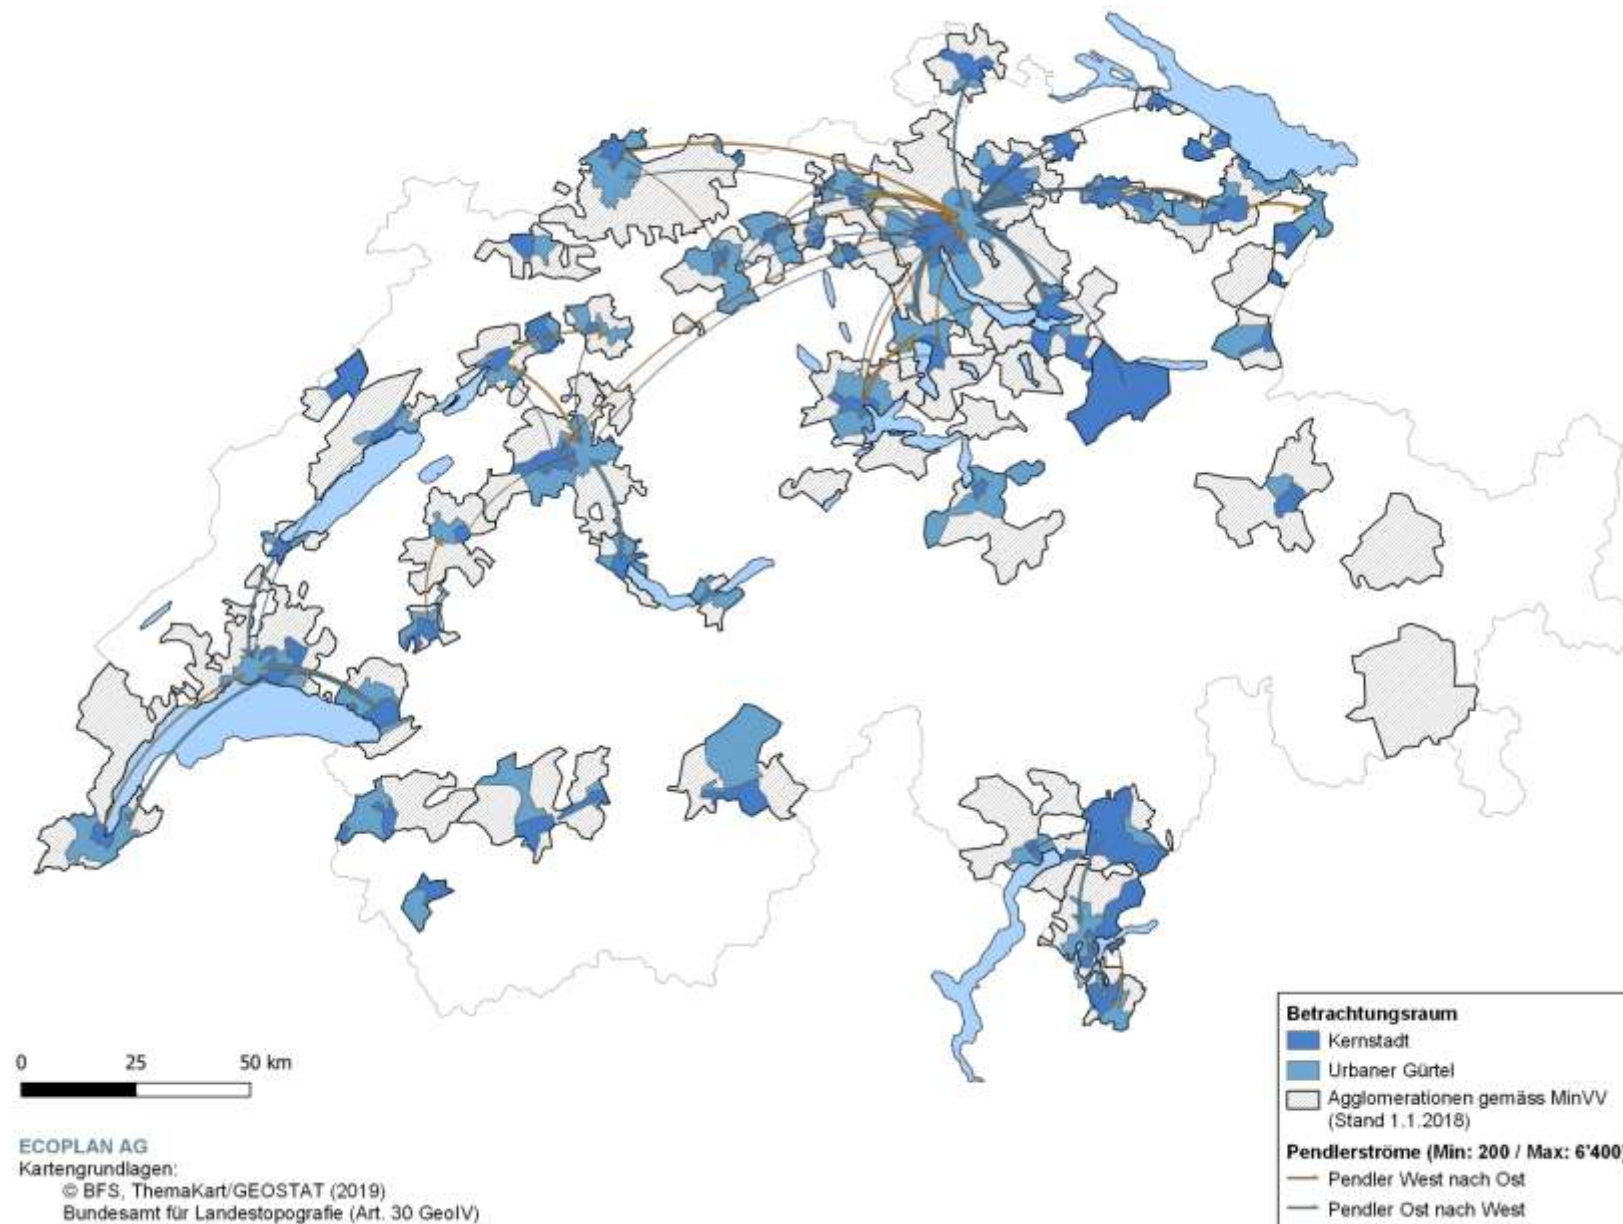 Betrachtungsraum
Kernstadt
Urbaner Gürtel
Agglomerationen gemäss MinVV
(Stand 1.1.2018)
Pendlerströme (Min: 200 / Max: 6'400)
Pendler West nach Ost
Pendler Ost nach West
0 25 50 km
ECOPLAN AG
Kartengrundlagen:
© BFS, ThemaKart/GEOSTAT (2019)
Bundesamt für Landestopografie (Art. 30 GeoIV)